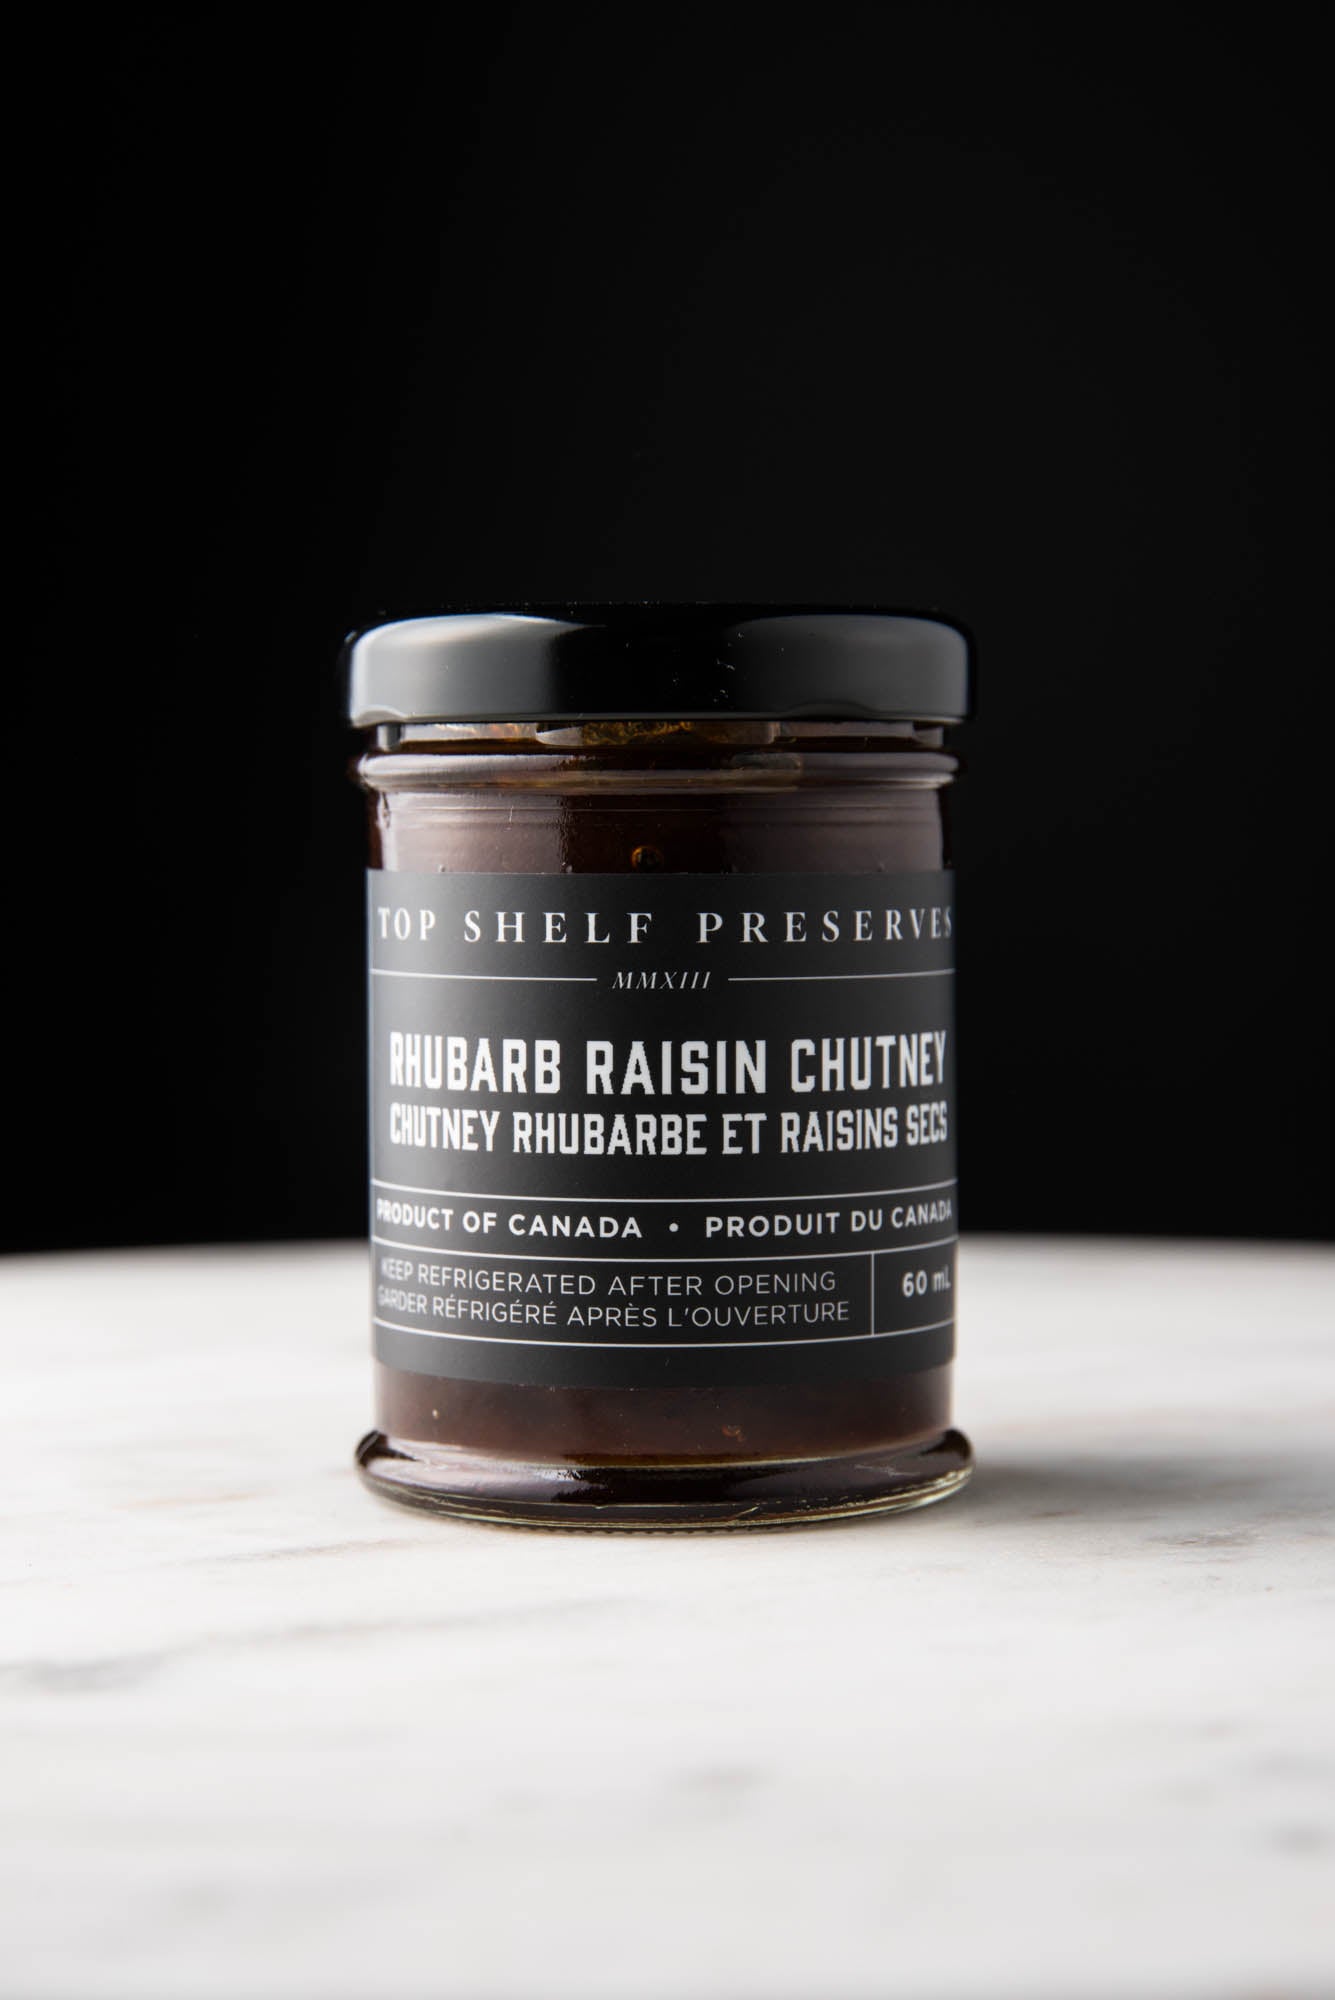 TOP SHELF PRESERVES
MMXIII
RHUBARB RAISIN CHUTNEY
CHUTNEY RHUBARBE ET RAISINS SECS
PRODUCT OF CANADA • PRODUIT DU CANADA
KEEP REFRIGERATED AFTER OPENING
GARDER RÉFRIGÉRÉ APRÈS L'OUVERTURE
60 mL